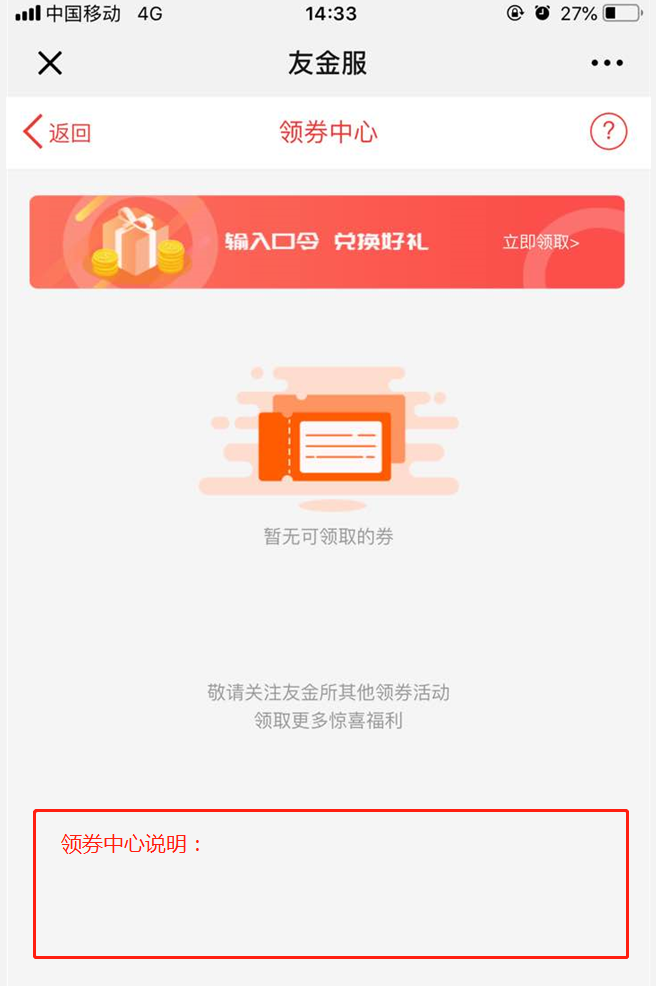 中国移动 4G 14:33 27%
友金服
返回 领券中心 ?
输入口令 兑换好礼 立即领取>
暂无可领取的券
敬请关注友金所其他领券活动
领取更多惊喜福利
领券中心说明：